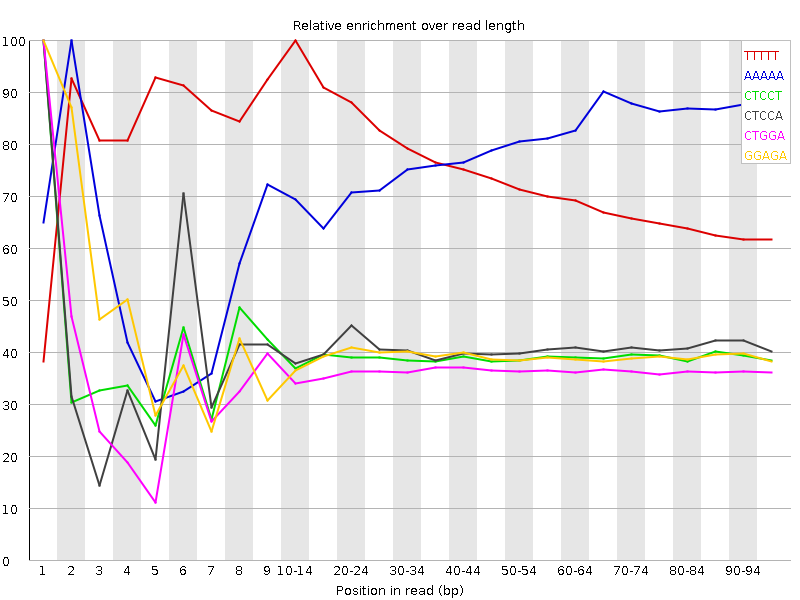 Relative enrichment over read length
100
90
80
70
60
50
40
30
20
10
0
TTTTT
AAAAA
CTCCT
CTCCA
CTGGA
GGAGA
1 2 3 4 5 6 7 8 9 10-14 20-24 30-34 40-44 50-54 60-64 70-74 80-84 90-94
Position in read (bp)